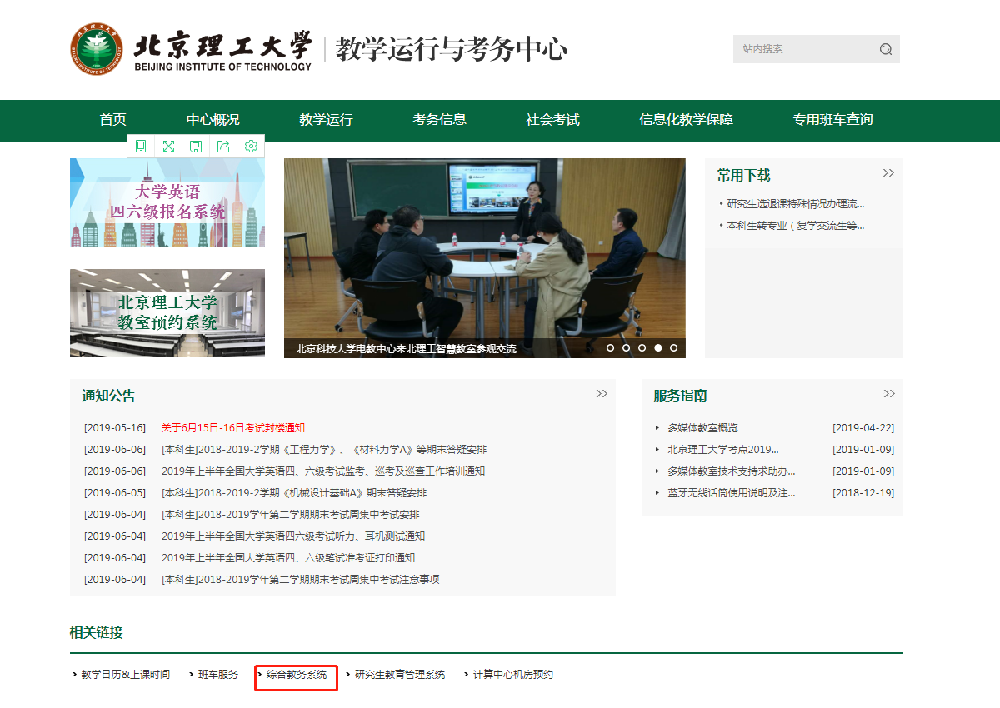 北京理工大学
BEIJING INSTITUTE OF TECHNOLOGY
教学运行与考务中心
站内搜索
首页 中心概况 教学运行 考务信息 社会考试 信息化教学保障 专用班车查询
大学英语
四六级报名系统
北京理工大学
教室预约系统
北京科技大学电教中心来北理工智慧教室参观交流
常用下载 >>
• 研究生选退课特殊情况办理流...
• 本科生转专业（复学交流生等...
通知公告 >>
[2019-05-16] 关于6月15日-16日考试封楼通知
[2019-06-06] [本科生]2018-2019-2学期《工程力学》、《材料力学A》等期末答疑安排
[2019-06-06] 2019年上半年全国大学英语四、六级考试监考、巡考及巡查工作培训通知
[2019-06-05] [本科生]2018-2019-2学期《机械设计基础A》期末答疑安排
[2019-06-04] [本科生]2018-2019学年第二学期期末考试周集中考试安排
[2019-06-04] 2019年上半年全国大学英语四六级考试听力、耳机测试通知
[2019-06-04] 2019年上半年全国大学英语四、六级笔试准考证打印通知
[2019-06-04] [本科生]2018-2019学年第二学期期末考试周集中考试注意事项
服务指南 >>
多媒体教室概览 [2019-04-22]
北京理工大学考点2019... [2019-01-09]
多媒体教室技术支持求助办... [2019-01-09]
蓝牙无线话筒使用说明及注... [2018-12-19]
相关链接
教学日历&上课时间 班车服务 综合教务系统 研究生教育管理系统 计算中心机房预约